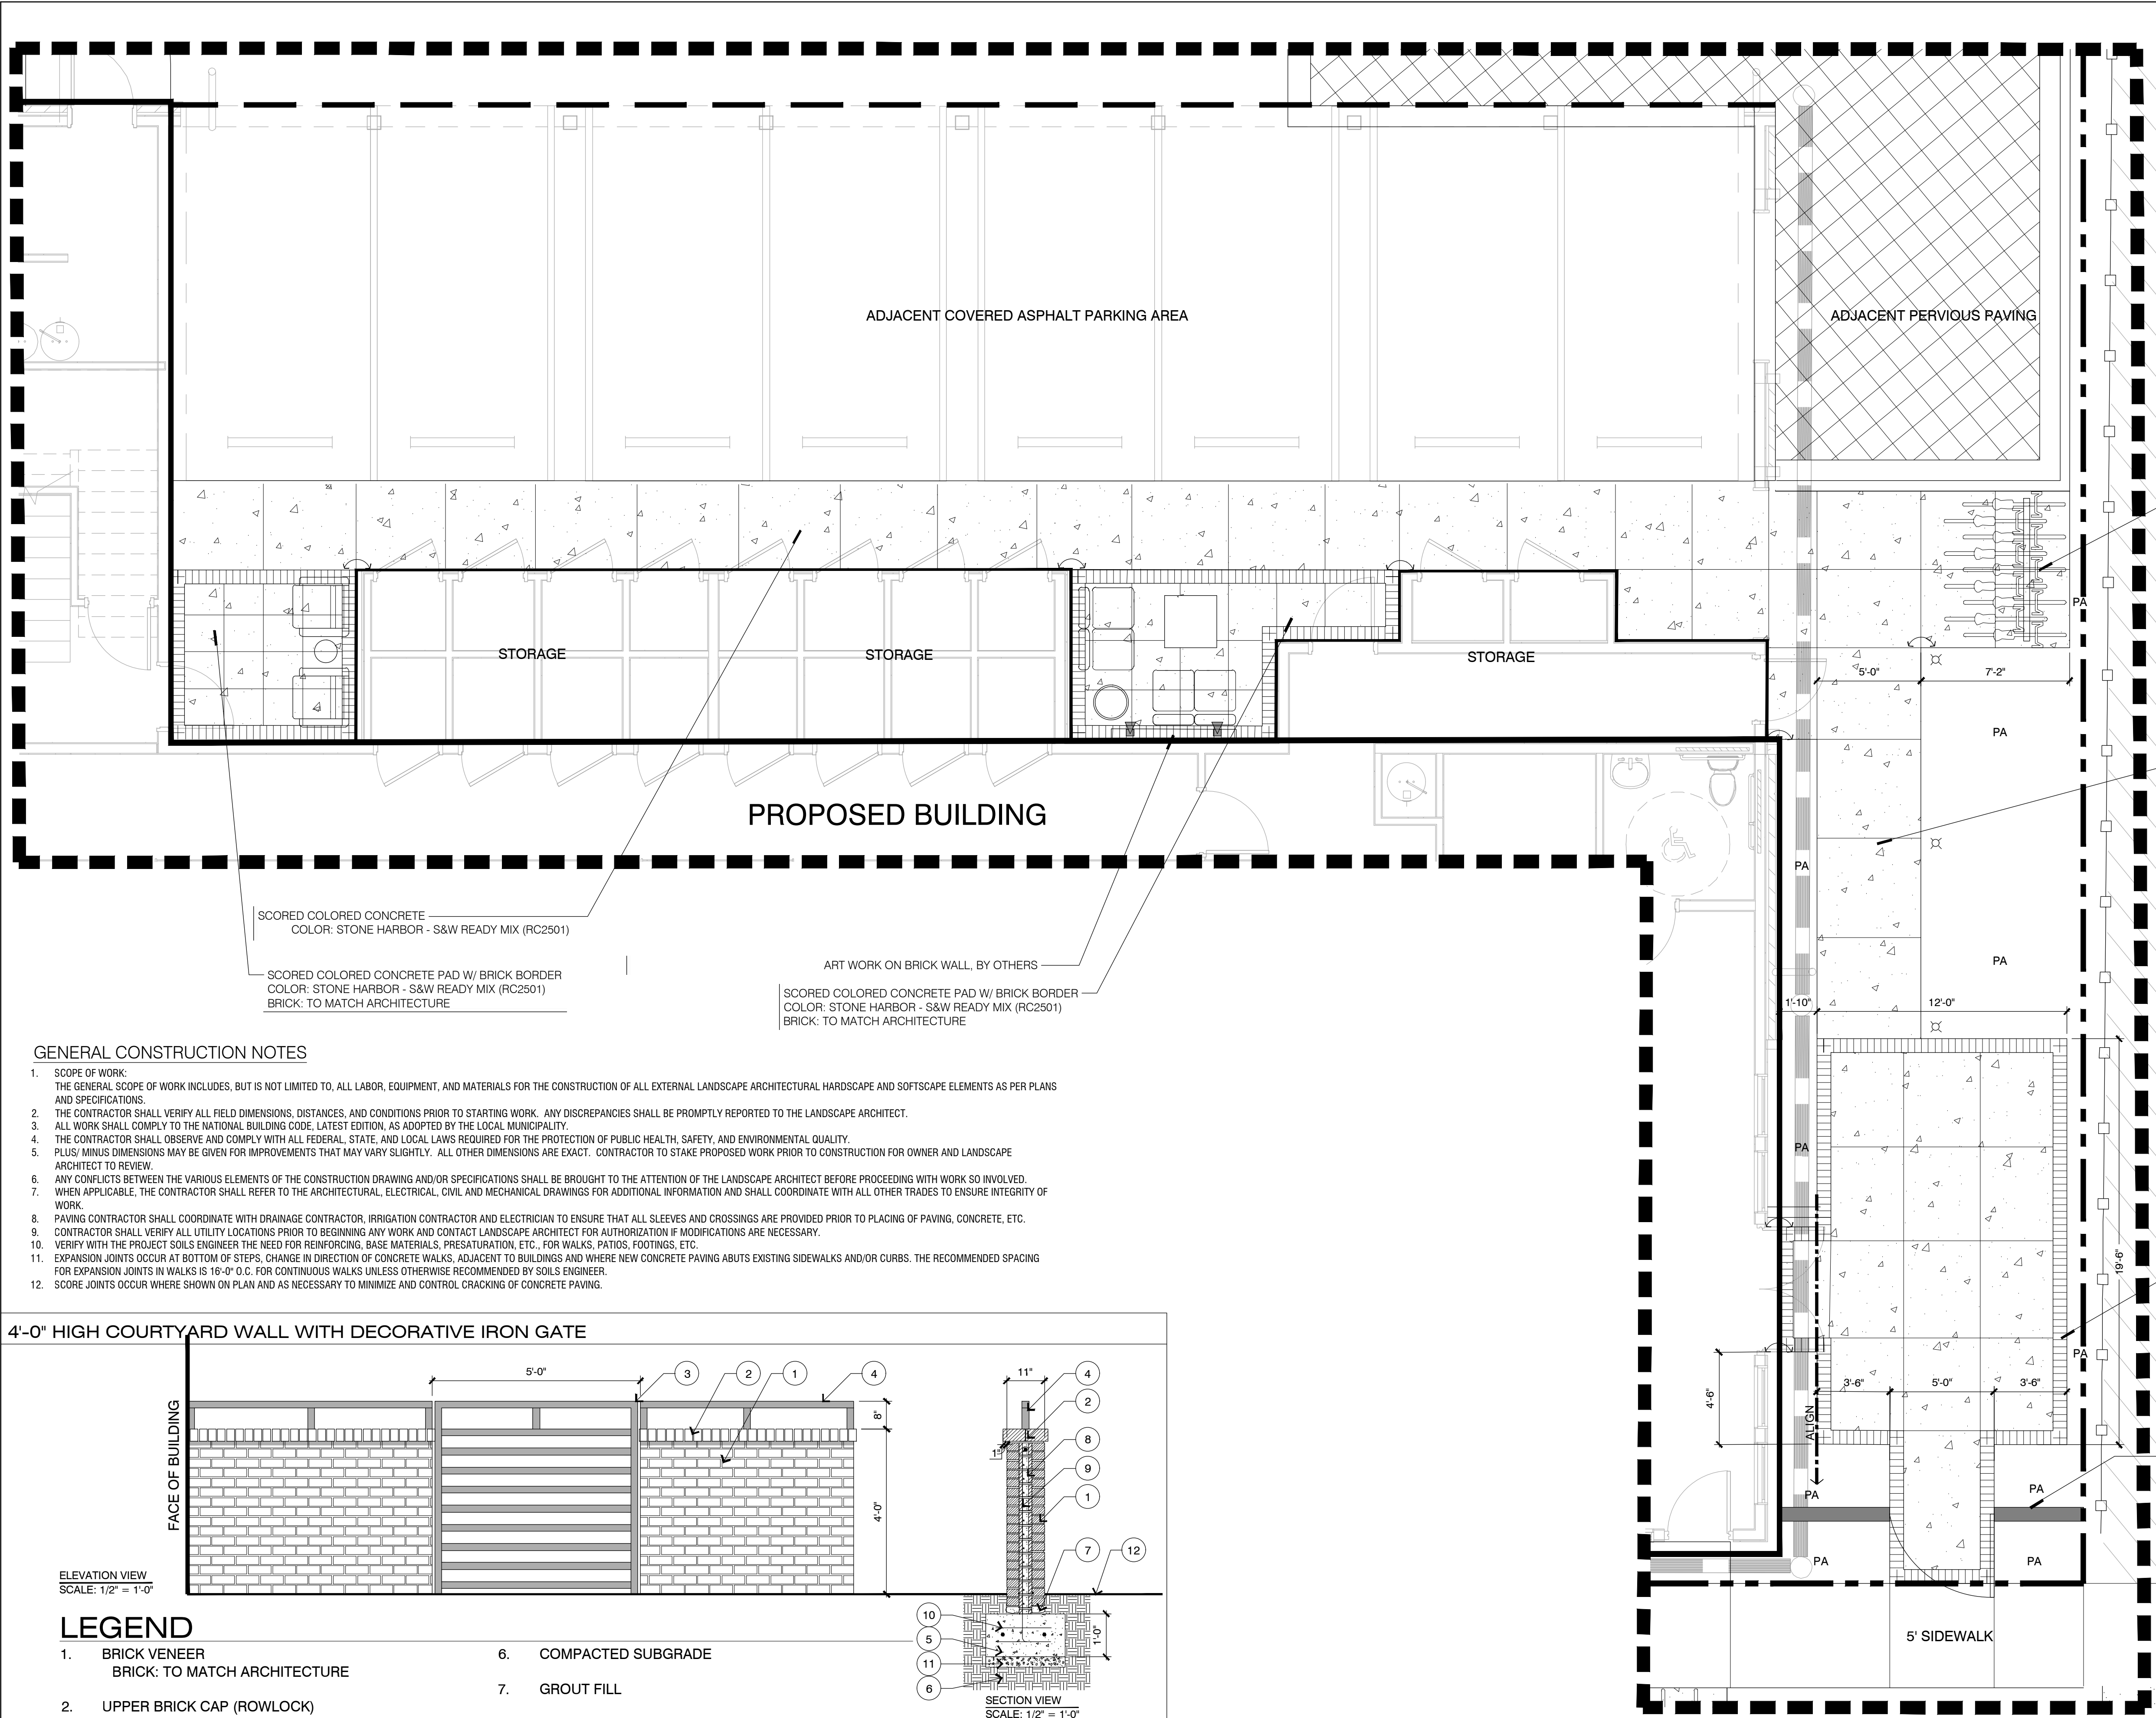 ADJACENT COVERED ASPHALT PARKING AREA
ADJACENT PERVIOUS PAVING
STORAGE
STORAGE
STORAGE
PA
5'-0"
7'-2"
PA
PROPOSED BUILDING
PA
PA
1'-10"
12'-0"
SCORED COLORED CONCRETE
COLOR: STONE HARBOR - S&W READY MIX (RC2501)
SCORED COLORED CONCRETE PAD W/ BRICK BORDER
COLOR: STONE HARBOR - S&W READY MIX (RC2501)
BRICK: TO MATCH ARCHITECTURE
ART WORK ON BRICK WALL, BY OTHERS
SCORED COLORED CONCRETE PAD W/ BRICK BORDER
COLOR: STONE HARBOR - S&W READY MIX (RC2501)
BRICK: TO MATCH ARCHITECTURE
GENERAL CONSTRUCTION NOTES
1. SCOPE OF WORK:
THE GENERAL SCOPE OF WORK INCLUDES, BUT IS NOT LIMITED TO, ALL LABOR, EQUIPMENT, AND MATERIALS FOR THE CONSTRUCTION OF ALL EXTERNAL LANDSCAPE ARCHITECTURAL HARDSCAPE AND SOFTSCAPE ELEMENTS AS PER PLANS
AND SPECIFICATIONS.
2. THE CONTRACTOR SHALL VERIFY ALL FIELD DIMENSIONS, DISTANCES, AND CONDITIONS PRIOR TO STARTING WORK. ANY DISCREPANCIES SHALL BE PROMPTLY REPORTED TO THE LANDSCAPE ARCHITECT.
3. ALL WORK SHALL COMPLY TO THE NATIONAL BUILDING CODE, LATEST EDITION, AS ADOPTED BY THE LOCAL MUNICIPALITY.
4. THE CONTRACTOR SHALL OBSERVE AND COMPLY WITH ALL FEDERAL, STATE, AND LOCAL LAWS REQUIRED FOR THE PROTECTION OF PUBLIC HEALTH, SAFETY, AND ENVIRONMENTAL QUALITY.
5. PLUS/ MINUS DIMENSIONS MAY BE GIVEN FOR IMPROVEMENTS THAT MAY VARY SLIGHTLY. ALL OTHER DIMENSIONS ARE EXACT. CONTRACTOR TO STAKE PROPOSED WORK PRIOR TO CONSTRUCTION FOR OWNER AND LANDSCAPE
ARCHITECT TO REVIEW.
6. ANY CONFLICTS BETWEEN THE VARIOUS ELEMENTS OF THE CONSTRUCTION DRAWING AND/OR SPECIFICATIONS SHALL BE BROUGHT TO THE ATTENTION OF THE LANDSCAPE ARCHITECT BEFORE PROCEEDING WITH WORK SO INVOLVED.
7. WHEN APPLICABLE, THE CONTRACTOR SHALL REFER TO THE ARCHITECTURAL, ELECTRICAL, CIVIL AND MECHANICAL DRAWINGS FOR ADDITIONAL INFORMATION AND SHALL COORDINATE WITH ALL OTHER TRADES TO ENSURE INTEGRITY OF
WORK.
8. PAVING CONTRACTOR SHALL COORDINATE WITH DRAINAGE CONTRACTOR, IRRIGATION CONTRACTOR AND ELECTRICIAN TO ENSURE THAT ALL SLEEVES AND CROSSINGS ARE PROVIDED PRIOR TO PLACING OF PAVING, CONCRETE, ETC.
9. CONTRACTOR SHALL VERIFY ALL UTILITY LOCATIONS PRIOR TO BEGINNING ANY WORK AND CONTACT LANDSCAPE ARCHITECT FOR AUTHORIZATION IF MODIFICATIONS ARE NECESSARY.
10. VERIFY WITH THE PROJECT SOILS ENGINEER THE NEED FOR REINFORCING, BASE MATERIALS, PRESATURATION, ETC., FOR WALKS, PATIOS, FOOTINGS, ETC.
11. EXPANSION JOINTS OCCUR AT BOTTOM OF STEPS, CHANGE IN DIRECTION OF CONCRETE WALKS, ADJACENT TO BUILDINGS AND WHERE NEW CONCRETE PAVING ABUTS EXISTING SIDEWALKS AND/OR CURBS. THE RECOMMENDED SPACING
FOR EXPANSION JOINTS IN WALKS IS 16'-0" O.C. FOR CONTINUOUS WALKS UNLESS OTHERWISE RECOMMENDED BY SOILS ENGINEER.
12. SCORE JOINTS OCCUR WHERE SHOWN ON PLAN AND AS NECESSARY TO MINIMIZE AND CONTROL CRACKING OF CONCRETE PAVING.
PA
19'-6"
PA
3'-6"
5'-0"
3'-6"
4'-6"
ALIGN
PA
PA
PA
PA
5' SIDEWALK
4'-0" HIGH COURTYARD WALL WITH DECORATIVE IRON GATE
5'-0"
3
2
1
4
8"
FACE OF BUILDING
4'-0"
11"
4
2
1"
8
9
1
7
12
10
5
11
6
1'-0"
ELEVATION VIEW
SCALE: 1/2" = 1'-0"
SECTION VIEW
SCALE: 1/2" = 1'-0"
LEGEND
1. BRICK VENEER
BRICK: TO MATCH ARCHITECTURE
2. UPPER BRICK CAP (ROWLOCK)
6. COMPACTED SUBGRADE
7. GROUT FILL